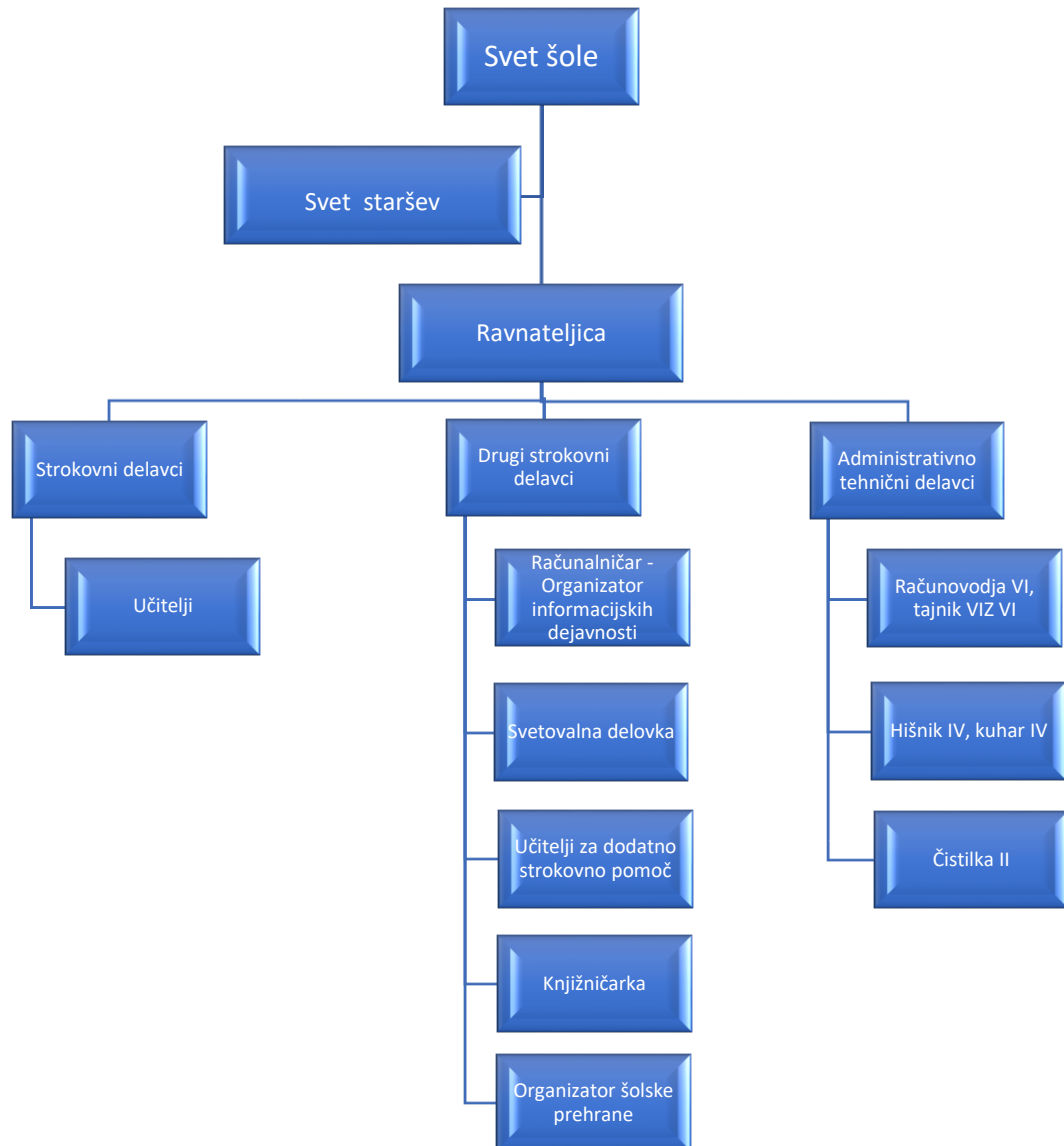 Svet šole
Svet staršev
Ravnateljica
Strokovni delavci
Učitelji
Drugi strokovni
delavci
Računalničar -
Organizator
informacijskih
dejavnosti
Svetovalna delovka
Učitelji za dodatno
strokovno pomoč
Knjižničarka
Organizator šolske
prehrane
Administrativno
tehnični delavci
Računovodja VI,
tajnik VIZ VI
Hišnik IV, kuhar IV
Čistilka II